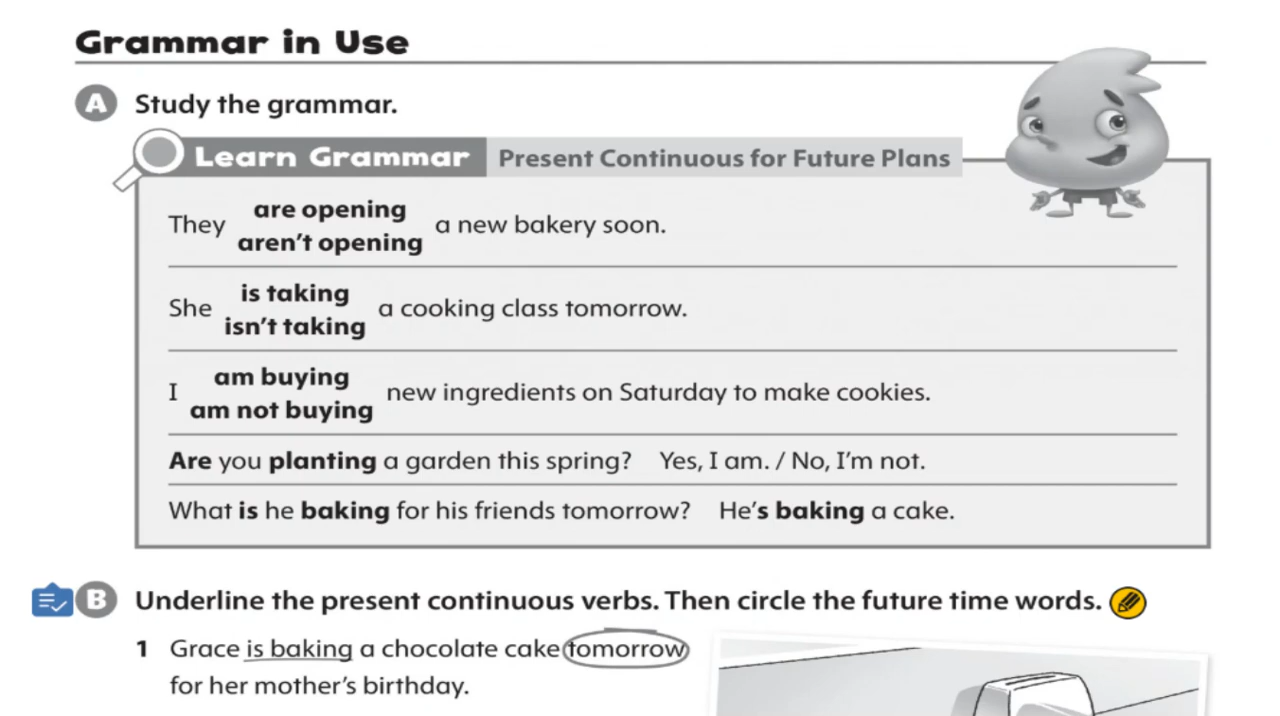 Grammar in Use
A Study the grammar.
Learn Grammar Present Continuous for Future Plans
They are opening a new bakery soon.
aren't opening
She is taking a cooking class tomorrow.
isn't taking
I am buying new ingredients on Saturday to make cookies.
am not buying
Are you planting a garden this spring? Yes, I am. / No, I'm not.
What is he baking for his friends tomorrow? He's baking a cake.
B Underline the present continuous verbs. Then circle the future time words.
1 Grace is baking a chocolate cake tomorrow
for her mother's birthday.